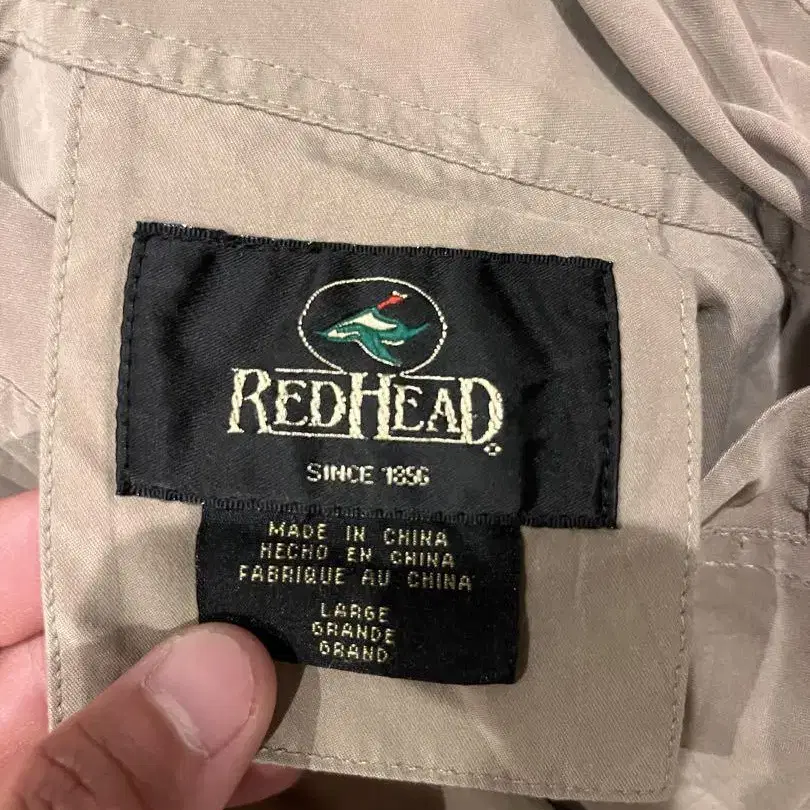 REDHEAD®
SINCE 1856
MADE IN CHINA
HECHO EN CHINA
FABRIQUE AU CHINA
LARGE
GRANDE
GRAND